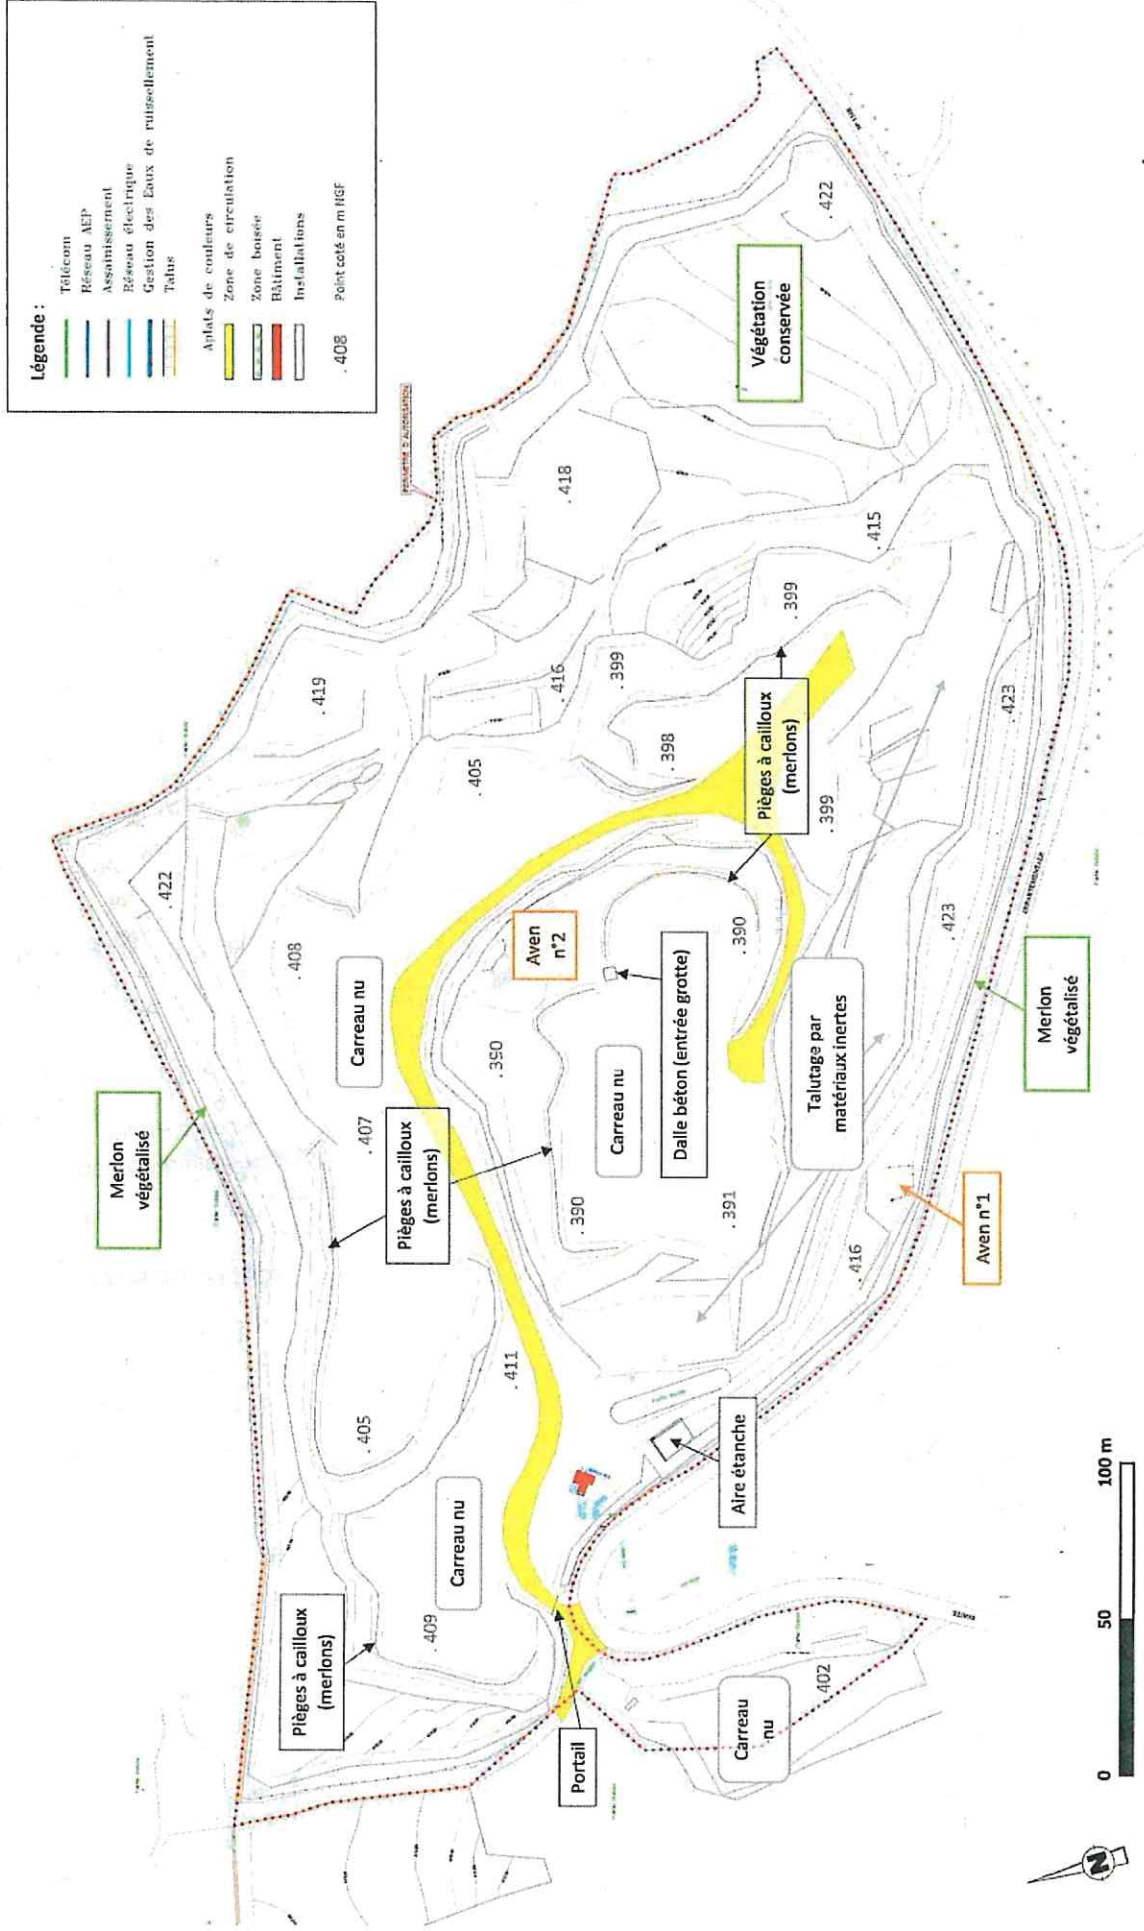 Légende :
Télécom
Réseau AEP
Assainissement
Réseau électrique
Gestion des Eaux de ruissellement
Talus
Aplats de couleurs
Zone de circulation
Zone boisée
Bâtiment
Installations
.408 Point coté en m NGF
PERIMETRE D'AUTORISATION
Merlon
végétalisé
.422
.419
.408
Carreau nu
.407
.405
.416
.418
.399
.398
.422
Végétation
conservée
.415
.399
Pièges à cailloux
(merlons)
.399
.423
Aven
n°2
.390
.390
Dalle béton (entrée grotte)
Carreau nu
Pièges à cailloux
(merlons)
.390
.391
Talutage par
matériaux inertes
.423
Merlon
végétalisé
DEPARTEMENTALE
Aven n°1
.416
.411
.405
Carreau nu
Aire étanche
Pièges à cailloux
(merlons)
.409
Portail
Carreau
nu
.402
ROUTE
0 50 100 m
N